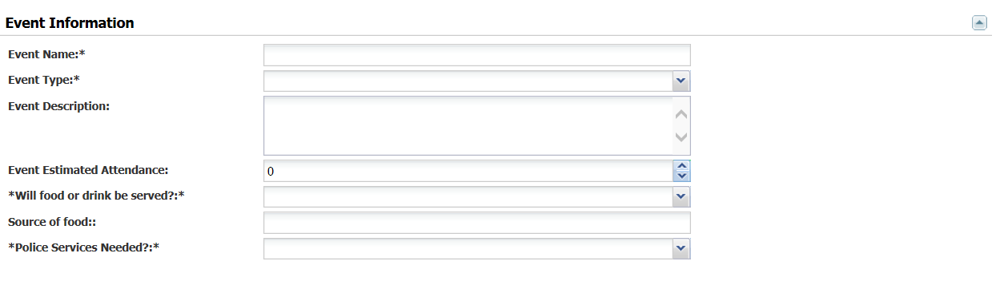 Event Information
Event Name:*
Event Type:*
Event Description:
Event Estimated Attendance:
0
*Will food or drink be served?:*
Source of food::
*Police Services Needed?:*